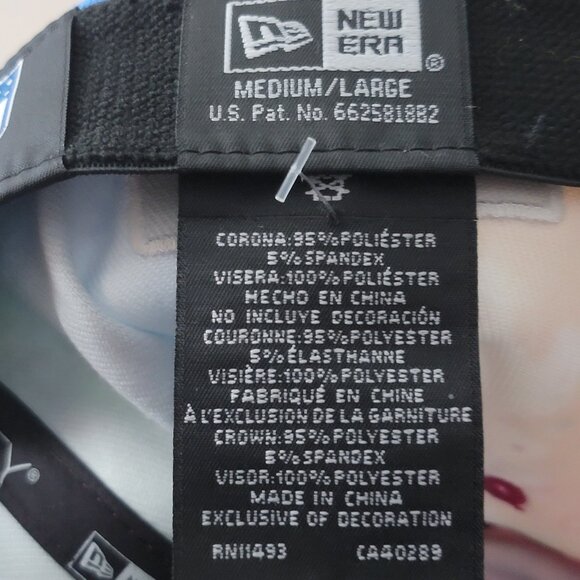 NEW
ERA
®
MEDIUM/LARGE
U.S. Pat. No. 6625818B2
CORONA:95%POLIÉSTER
5%SPANDEX
VISERA:100%POLIÉSTER
HECHO EN CHINA
NO INCLUYE DECORACIÓN
COURONNE:95%POLYESTER
5%ÉLASTHANNE
VISIÈRE:100%POLYESTER
FABRIQUÉ EN CHINE
À L'EXCLUSION DE LA GARNITURE
CROWN:95%POLYESTER
5%SPANDEX
VISOR:100%POLYESTER
MADE IN CHINA
EXCLUSIVE OF DECORATION
RN11493 CA40289
NEW